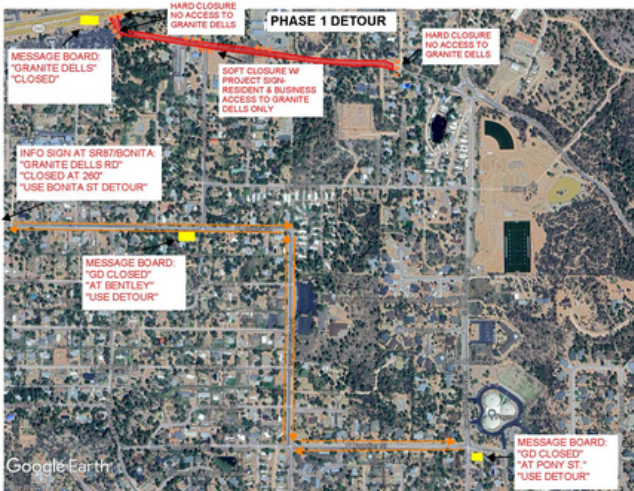 HARD CLOSURE
NO ACCESS TO
GRANITE DELLS
PHASE 1 DETOUR
HARD CLOSURE
NO ACCESS TO
GRANITE DELLS
MESSAGE BOARD:
"GRANITE DELLS"
"CLOSED"
SOFT CLOSURE W/
PROJECT SIGN-
RESIDENT & BUSINESS
ACCESS TO GRANITE
DELLS ONLY
INFO SIGN AT SR87/BONITA:
"GRANITE DELLS RD"
"CLOSED AT 260"
"USE BONITA ST DETOUR"
MESSAGE BOARD:
"GD CLOSED"
"AT BENTLEY"
"USE DETOUR"
MESSAGE BOARD:
"GD CLOSED"
"AT PONY ST."
"USE DETOUR"
Google Earth